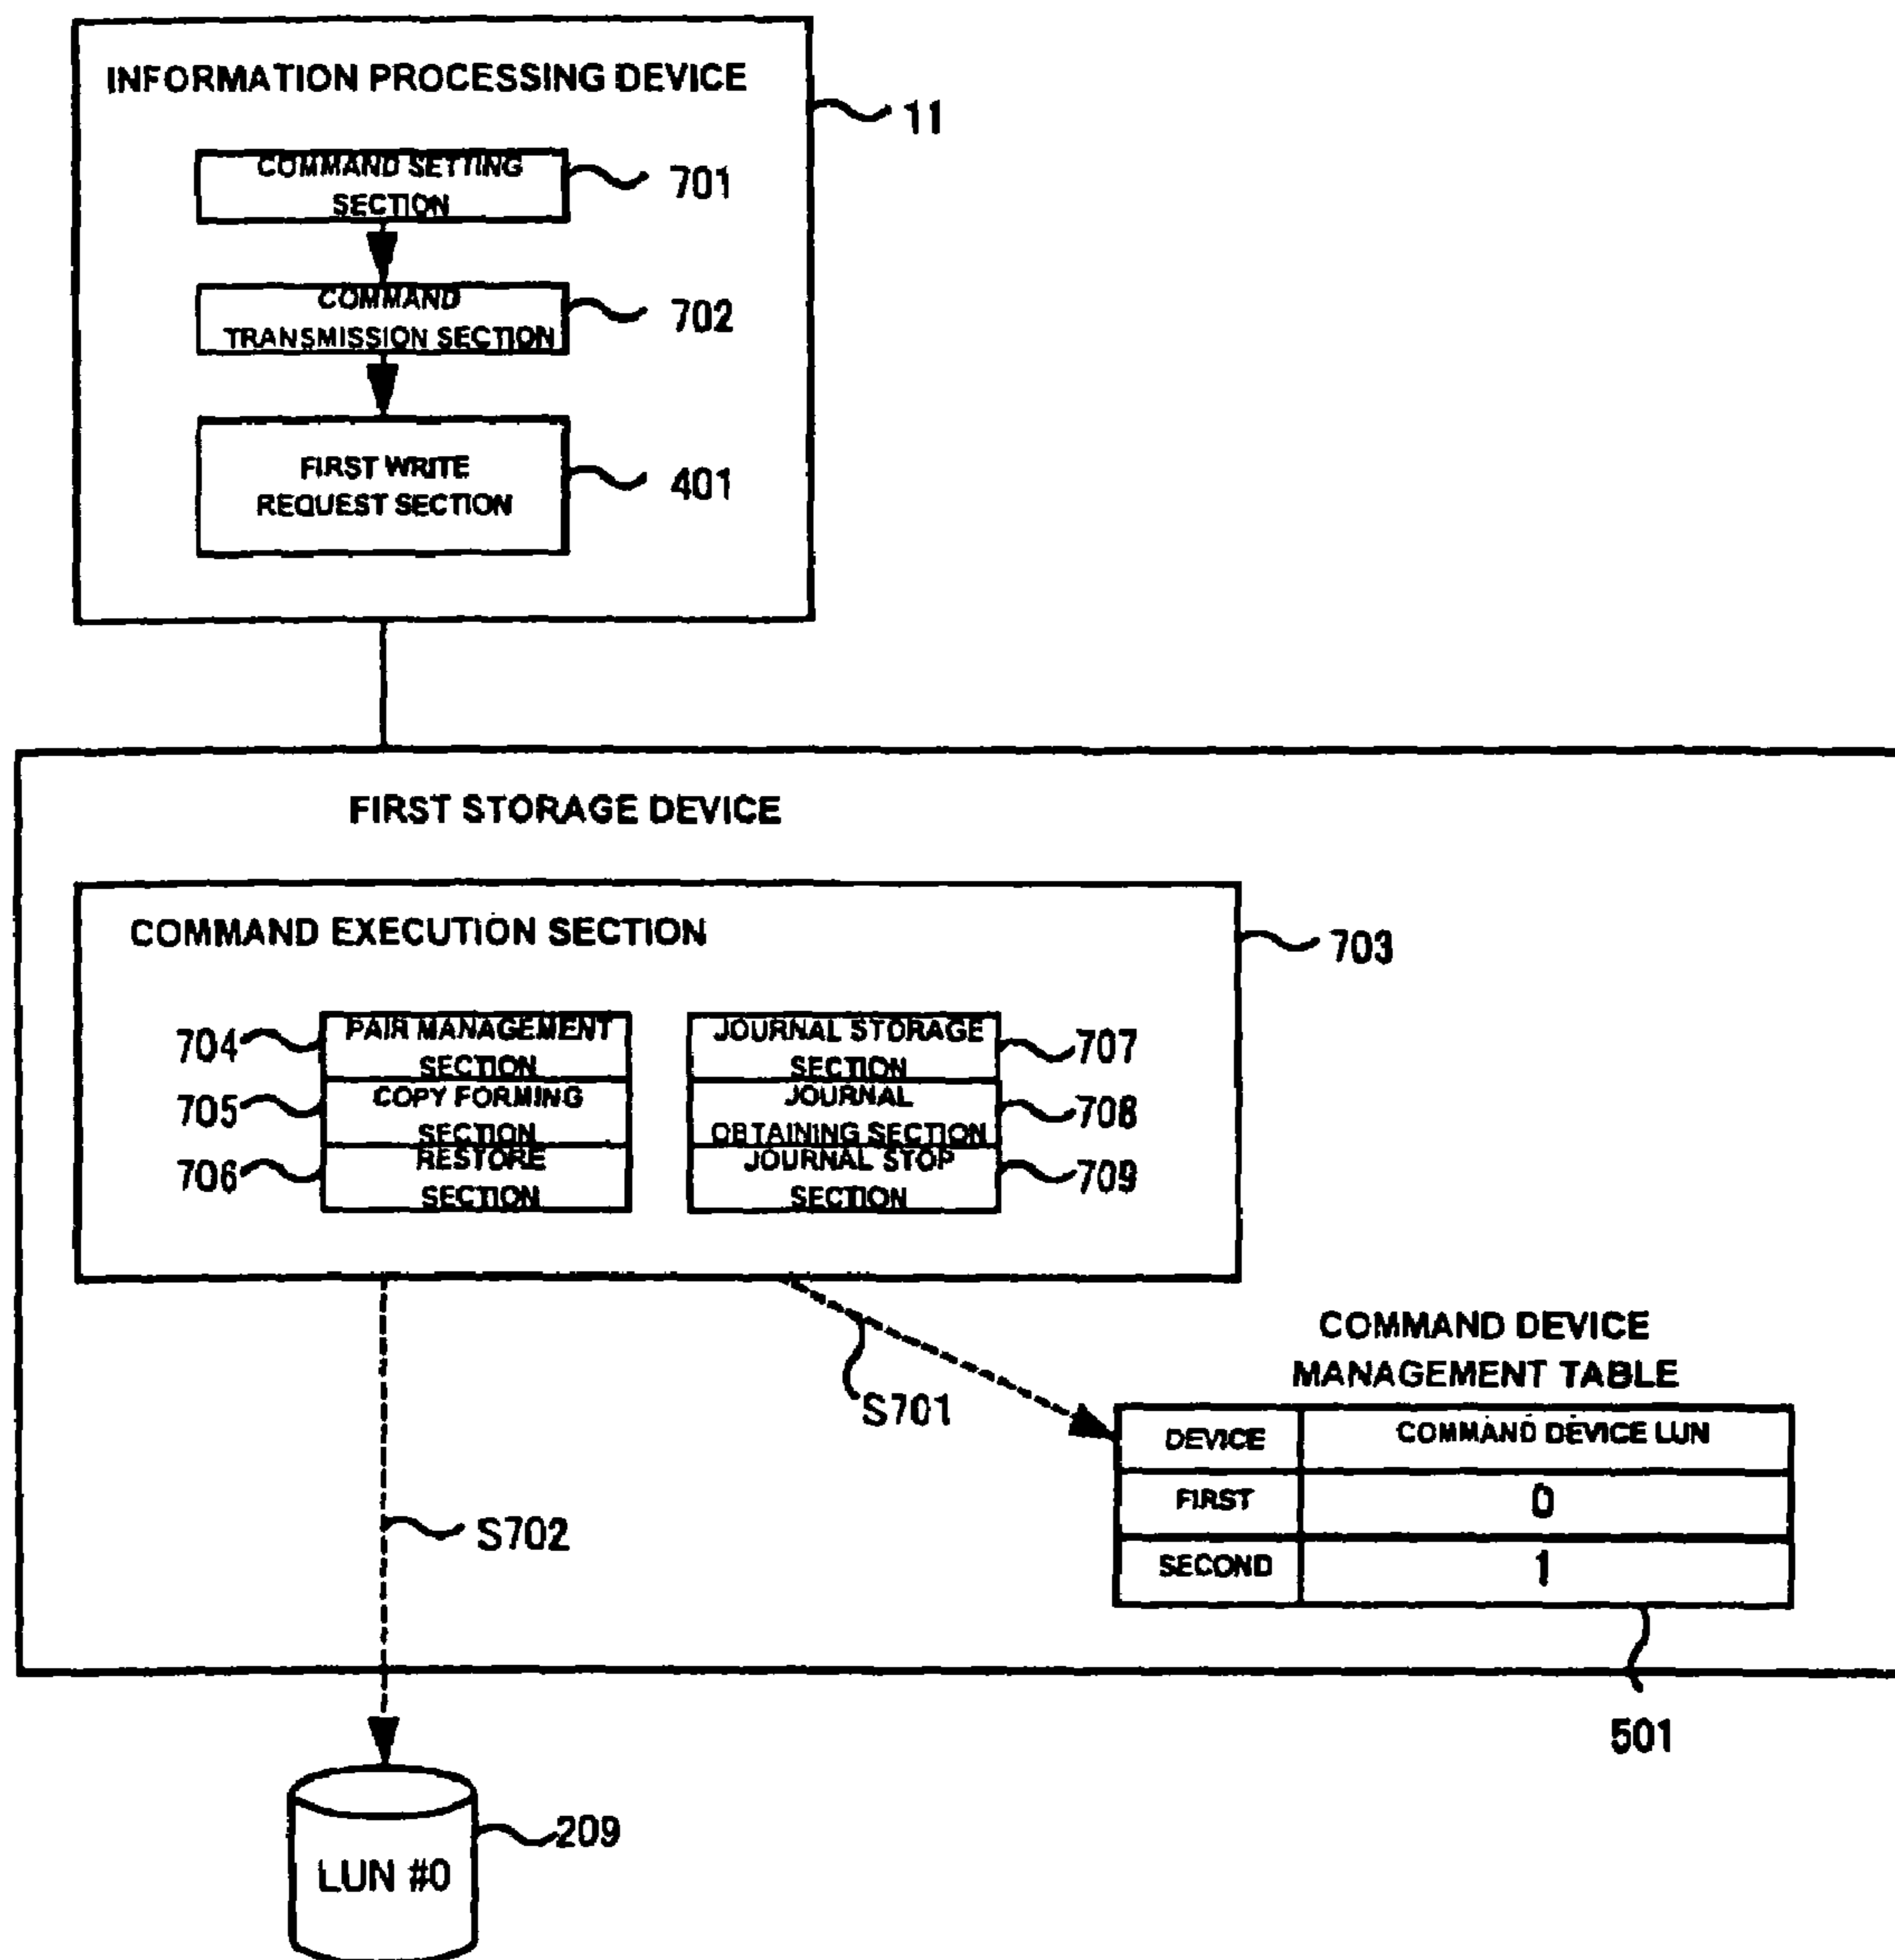 INFORMATION PROCESSING DEVICE
11
COMMAND SETTING
SECTION
701
COMMAND
TRANSMISSION SECTION
702
FIRST WRITE
REQUEST SECTION
401
FIRST STORAGE DEVICE
COMMAND EXECUTION SECTION
703
704
PAIR MANAGEMENT
SECTION
705
COPY FORMING
SECTION
706
RESTORE
SECTION
JOURNAL STORAGE
SECTION
707
JOURNAL
OBTAINING SECTION
708
JOURNAL STOP
SECTION
709
S701
S702
COMMAND DEVICE
MANAGEMENT TABLE
DEVICE COMMAND DEVICE LUN
FIRST 0
SECOND 1
501
209
LUN #0